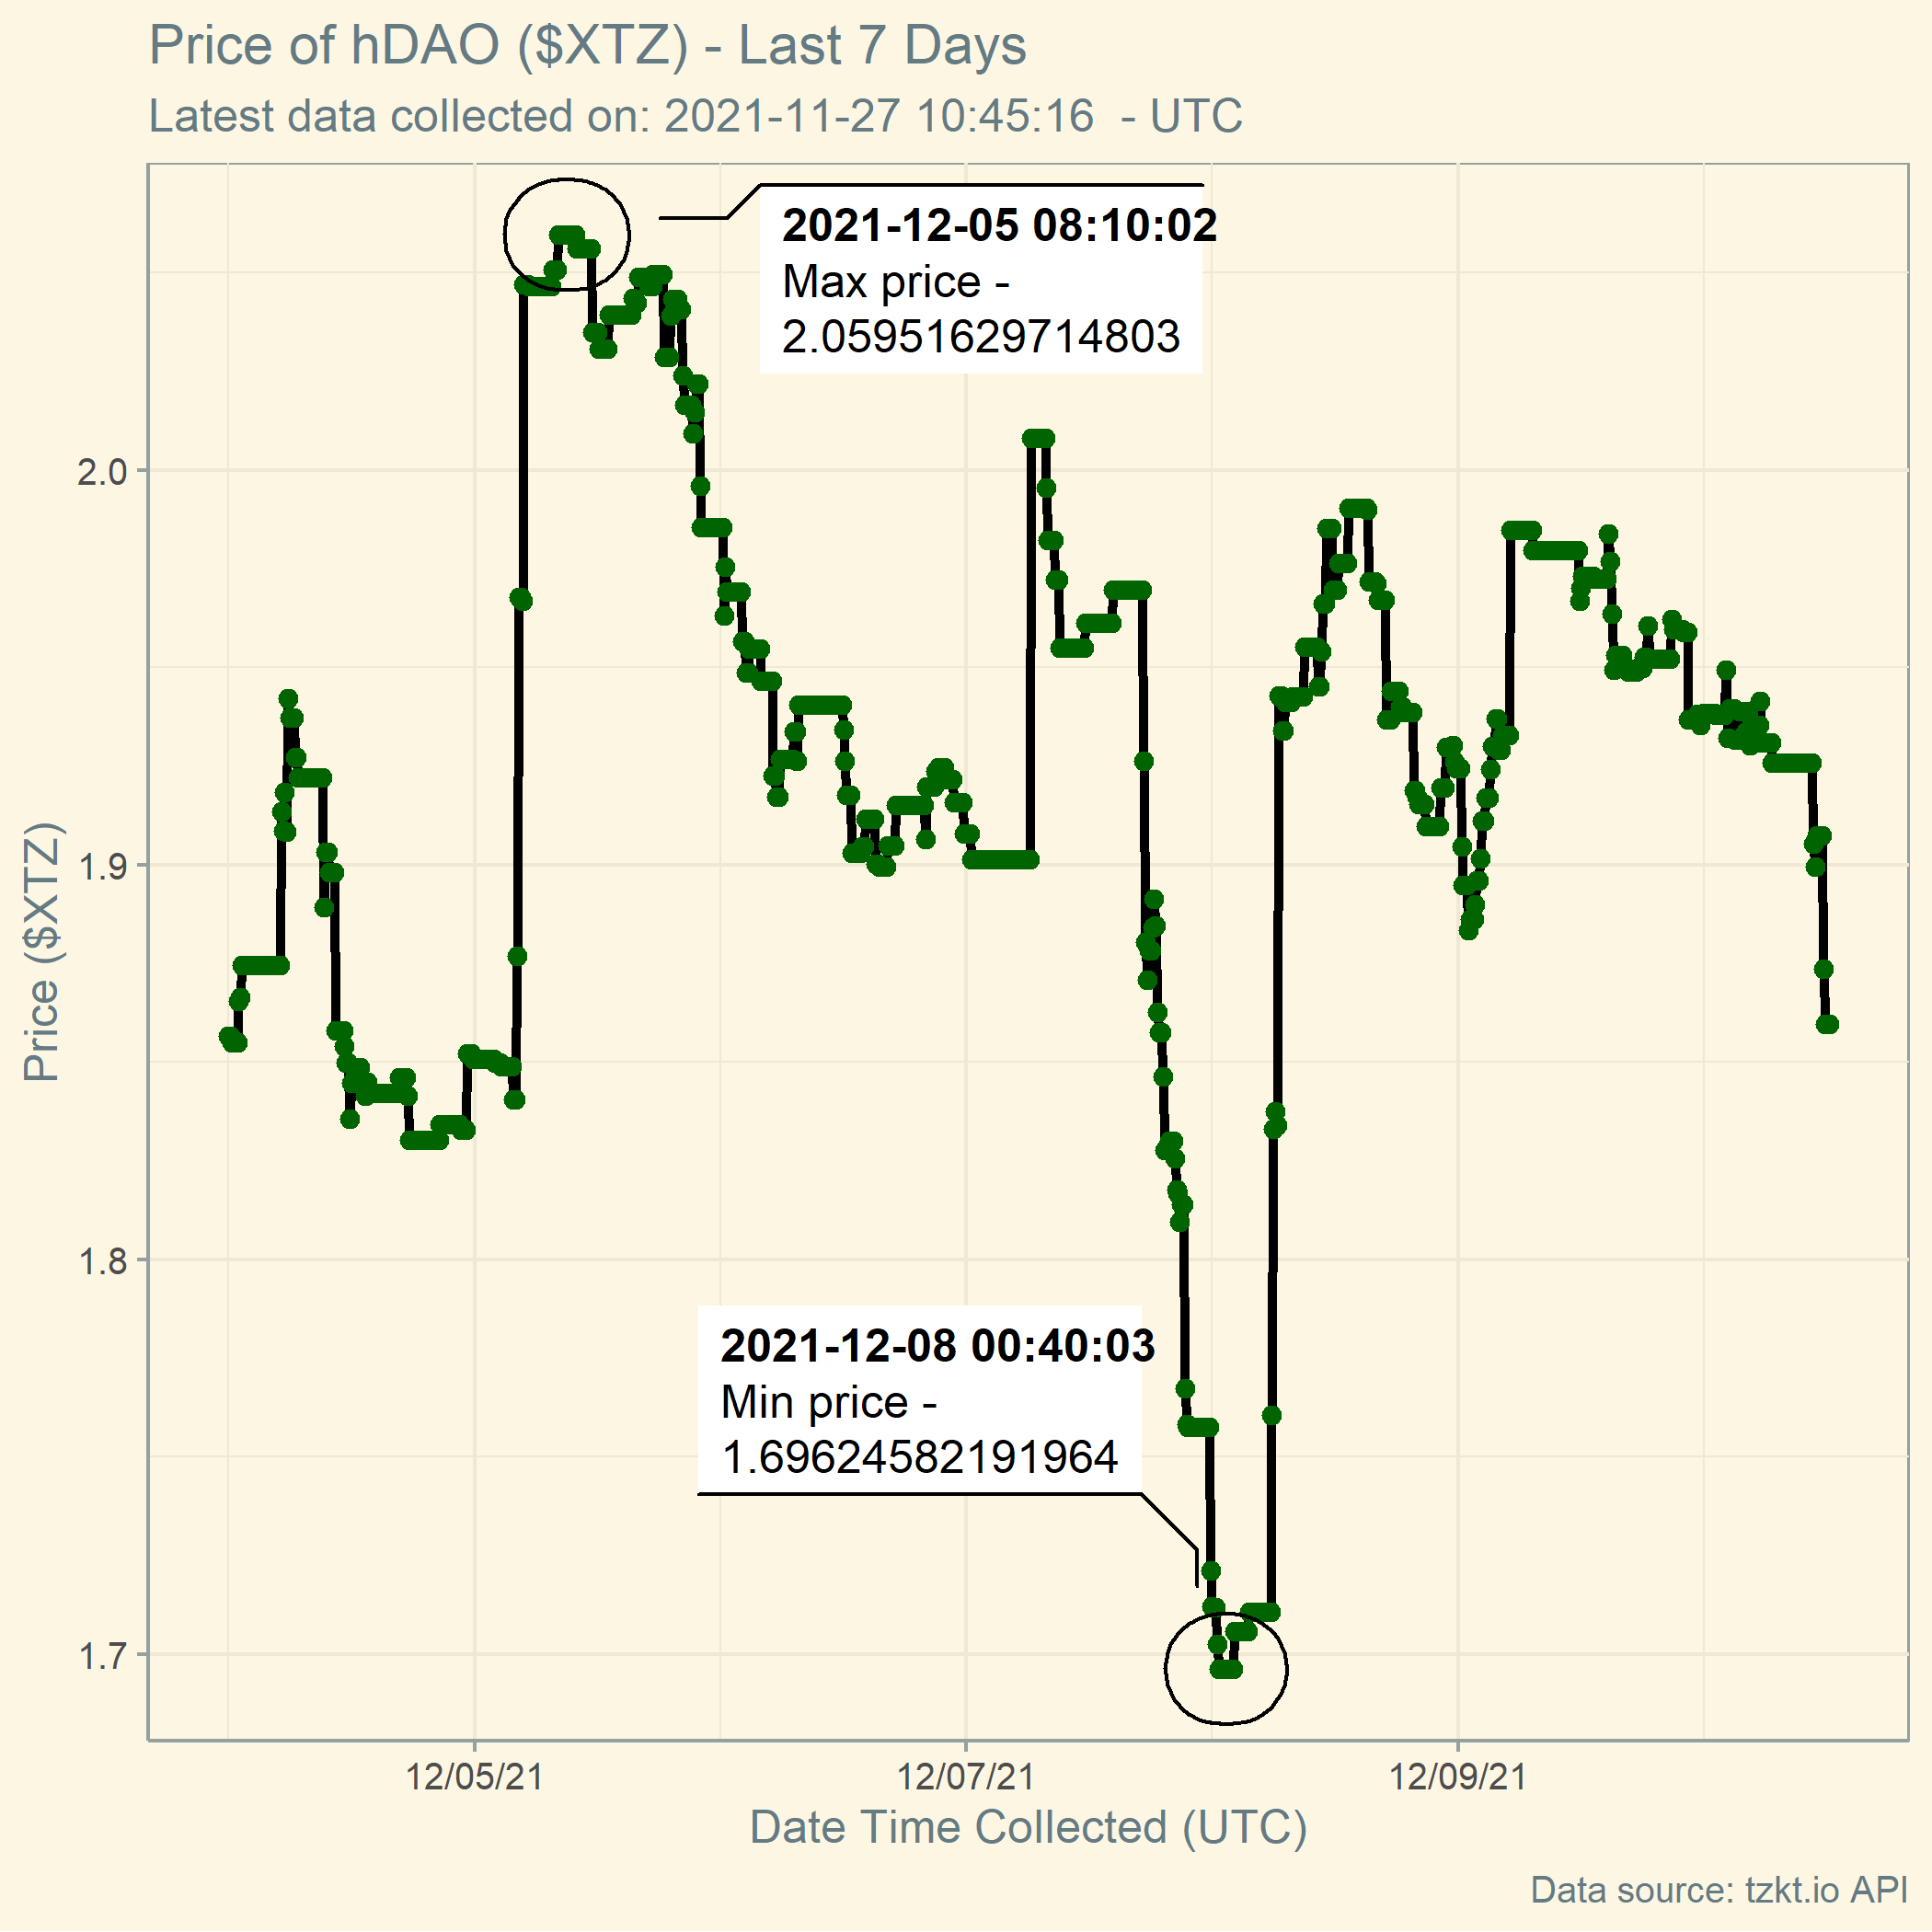 Price of hDAO ($XTZ) - Last 7 Days
Latest data collected on: 2021-11-27 10:45:16  - UTC
2021-12-05 08:10:02
Max price -
2.05951629714803
2.0
1.9
1.8
1.7
Price ($XTZ)
2021-12-08 00:40:03
Min price -
1.69624582191964
12/05/21
12/07/21
12/09/21
Date Time Collected (UTC)
Data source: tzkt.io API